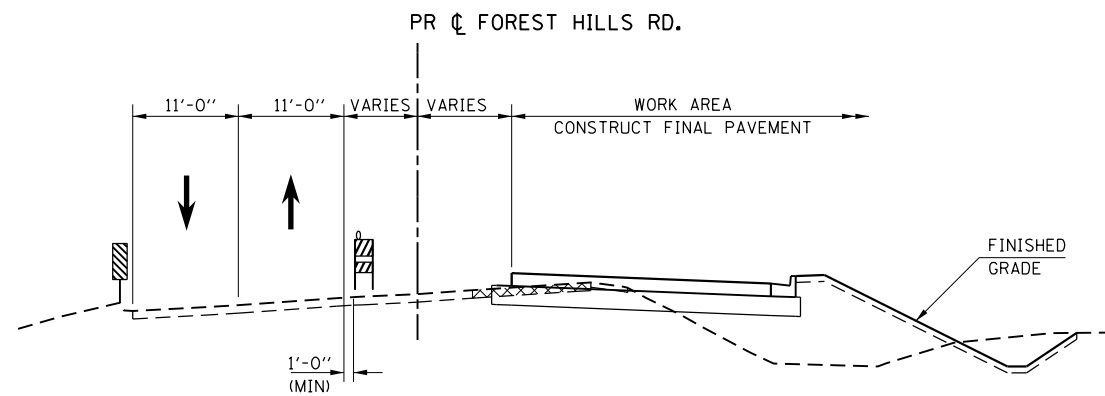 PR ℄ FOREST HILLS RD.
11'-0" 11'-0" VARIES VARIES WORK AREA
CONSTRUCT FINAL PAVEMENT
FINISHED
GRADE
1'-0"
(MIN)